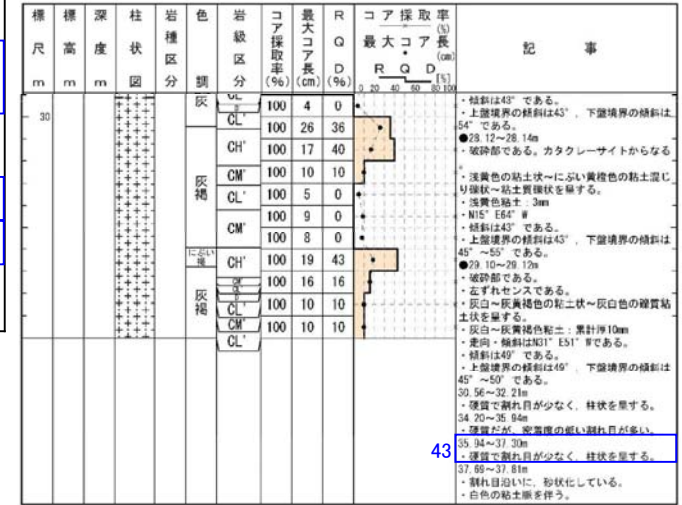 標尺 m
標高 m
深度 m
柱状図
岩種区分
色調
岩級区分
コア採取率(%)
最大コア長(cm)
RQD(%)
コア採取率(%)
最大コア長(cm)
RQD[%]
0 20 40 60 80 100
記事
30
灰
灰褐
にぶい褐
灰褐
CL'
CH'
CM'
CL'
CM'
CH'
CL'
CM'
CL'
100 4 0
100 26 36
100 17 40
100 10 10
100 5 0
100 9 0
100 8 0
100 19 43
100 16 16
100 10 10
100 10 10
・傾斜は43°である。
・上盤境界の傾斜は43°, 下盤境界の傾斜は
54°である。
●28.12～28.14m
・破砕部である。カタクレーサイトからなる
。
・浅黄色の粘土状～にぶい黄橙色の粘土混じ
り礫状～粘土質礫状を呈する。
・浅黄色粘土：3mm
・N15°E64°W
・傾斜は43°である。
・上盤境界の傾斜は43°, 下盤境界の傾斜は
45°～55°である。
●29.10～29.12m
・破砕部である。
・左ずれセンスである。
・灰白～灰黄褐色の粘土状～灰白色の礫質粘
土状を呈する。
・灰白～灰黄褐色粘土：累計厚10mm
・走向・傾斜はN31°E51°Wである。
・傾斜は49°である。
・上盤境界の傾斜は49°, 下盤境界の傾斜は
45°～50°である。
30.56～32.21m
・硬質で割れ目が少なく, 柱状を呈する。
34.20～35.94m
・硬質だが, 密着度の低い割れ目が多い。
43
35.94～37.30m
・硬質で割れ目が少なく, 柱状を呈する。
37.69～37.81m
・割れ目沿いに, 砂状化している。
・白色の粘土脈を伴う。